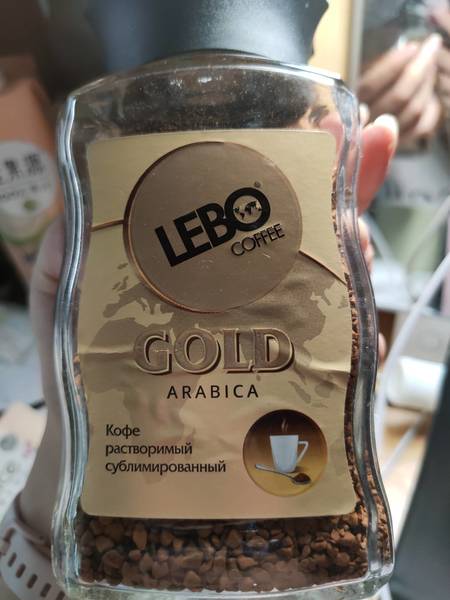 LEBO®
COFFEE
GOLD
ARABICA
Кофе
растворимый
сублимированный